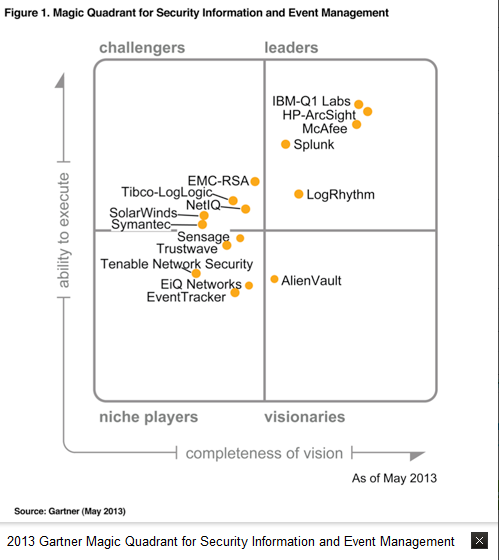 Figure 1. Magic Quadrant for Security Information and Event Management
challengers
leaders
IBM-Q1 Labs
HP-ArcSight
McAfee
Splunk
EMC-RSA
Tibco-LogLogic
NetIQ
LogRhythm
SolarWinds
Symantec
Sensage
Trustwave
Tenable Network Security
EiQ Networks
AlienVault
EventTracker
ability to execute
niche players
visionaries
completeness of vision
As of May 2013
Source: Gartner (May 2013)
2013 Gartner Magic Quadrant for Security Information and Event Management